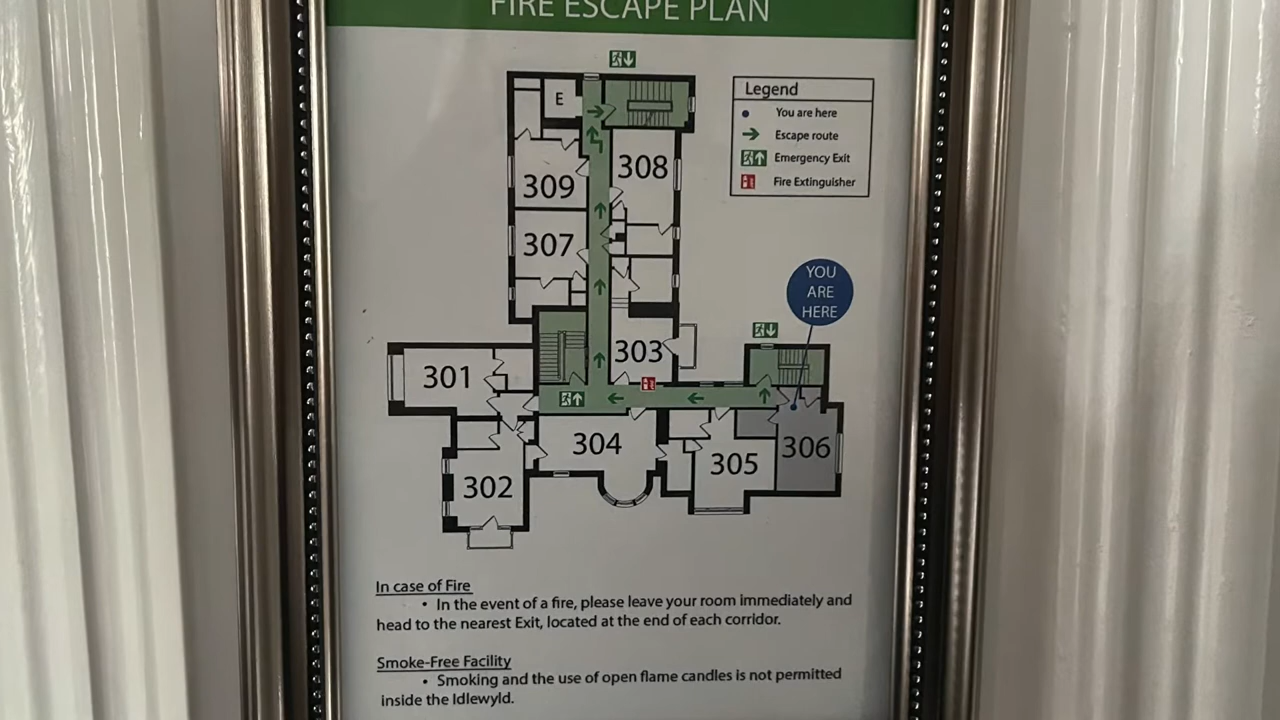 FIRE ESCAPE PLAN
Legend
You are here
Escape route
Emergency Exit
Fire Extinguisher
E
308
309
307
YOU
ARE
HERE
303
301
304
306
305
302
In case of Fire
• In the event of a fire, please leave your room immediately and
head to the nearest Exit, located at the end of each corridor.
Smoke-Free Facility
• Smoking and the use of open flame candles is not permitted
inside the Idlewyld.